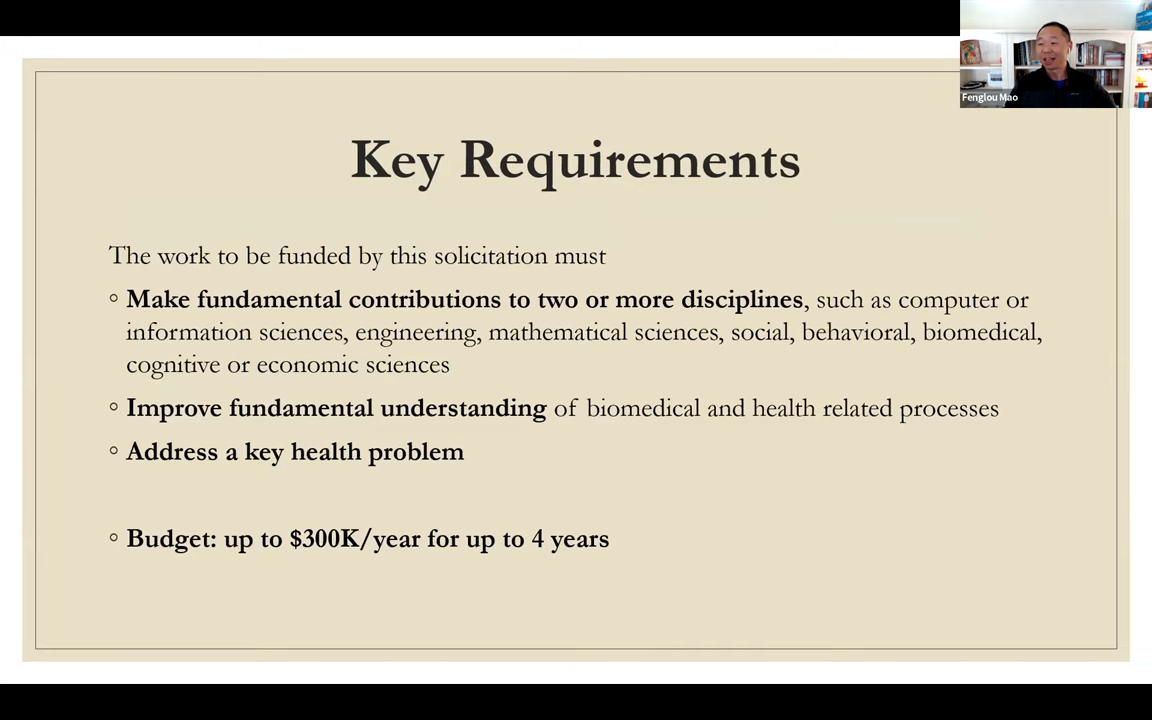 Fenglou Mao
Key Requirements
The work to be funded by this solicitation must
◦ Make fundamental contributions to two or more disciplines, such as computer or
information sciences, engineering, mathematical sciences, social, behavioral, biomedical,
cognitive or economic sciences
◦ Improve fundamental understanding of biomedical and health related processes
◦ Address a key health problem
◦ Budget: up to $300K/year for up to 4 years